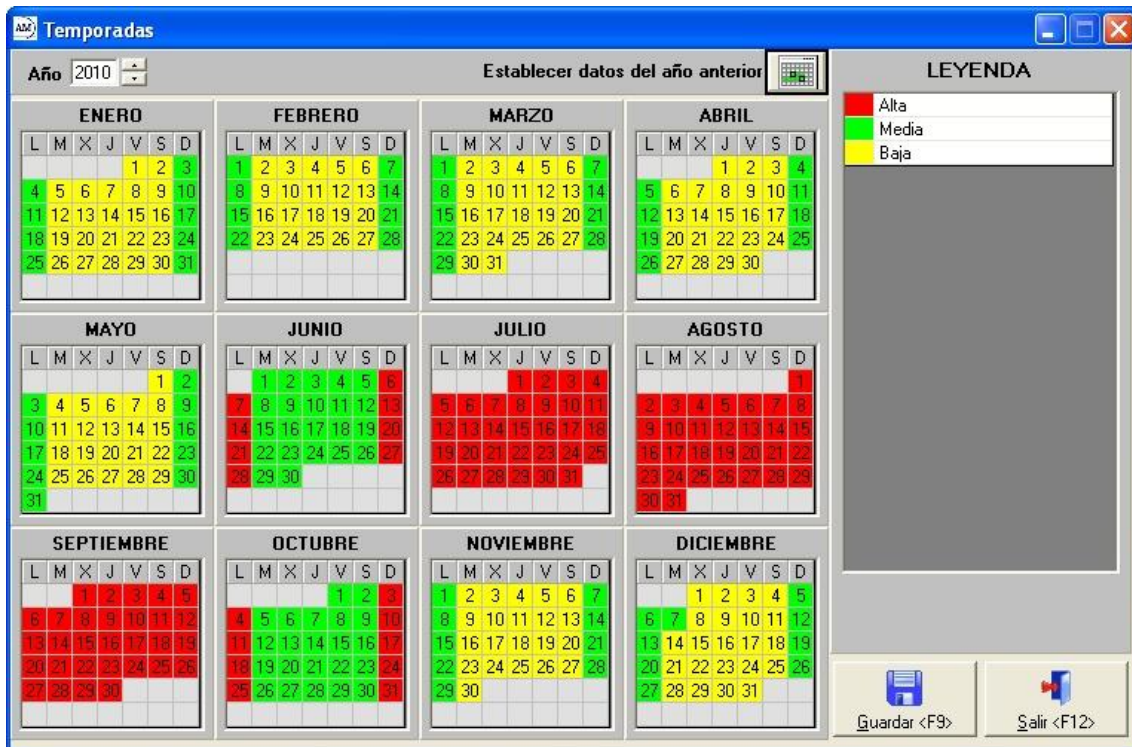 Temporadas
Año 2010 Establecer datos del año anterior
LEYENDA
Alta
Media
Baja
ENERO
L M X J V S D
1 2 3
4 5 6 7 8 9 10
11 12 13 14 15 16 17
18 19 20 21 22 23 24
25 26 27 28 29 30 31
FEBRERO
L M X J V S D
1 2 3 4 5 6 7
8 9 10 11 12 13 14
15 16 17 18 19 20 21
22 23 24 25 26 27 28
MARZO
L M X J V S D
1 2 3 4 5 6 7
8 9 10 11 12 13 14
15 16 17 18 19 20 21
22 23 24 25 26 27 28
29 30 31
ABRIL
L M X J V S D
1 2 3 4
5 6 7 8 9 10 11
12 13 14 15 16 17 18
19 20 21 22 23 24 25
26 27 28 29 30
MAYO
L M X J V S D
1 2
3 4 5 6 7 8 9
10 11 12 13 14 15 16
17 18 19 20 21 22 23
24 25 26 27 28 29 30
31
JUNIO
L M X J V S D
1 2 3 4 5 6
7 8 9 10 11 12 13
14 15 16 17 18 19 20
21 22 23 24 25 26 27
28 29 30
JULIO
L M X J V S D
1 2 3 4
5 6 7 8 9 10 11
12 13 14 15 16 17 18
19 20 21 22 23 24 25
26 27 28 29 30 31
AGOSTO
L M X J V S D
1
2 3 4 5 6 7 8
9 10 11 12 13 14 15
16 17 18 19 20 21 22
23 24 25 26 27 28 29
30 31
SEPTIEMBRE
L M X J V S D
1 2 3 4 5
6 7 8 9 10 11 12
13 14 15 16 17 18 19
20 21 22 23 24 25 26
27 28 29 30
OCTUBRE
L M X J V S D
1 2 3
4 5 6 7 8 9 10
11 12 13 14 15 16 17
18 19 20 21 22 23 24
25 26 27 28 29 30 31
NOVIEMBRE
L M X J V S D
1 2 3 4 5 6 7
8 9 10 11 12 13 14
15 16 17 18 19 20 21
22 23 24 25 26 27 28
29 30
DICIEMBRE
L M X J V S D
1 2 3 4 5
6 7 8 9 10 11 12
13 14 15 16 17 18 19
20 21 22 23 24 25 26
27 28 29 30 31
Guardar <F9>
Salir <F12>